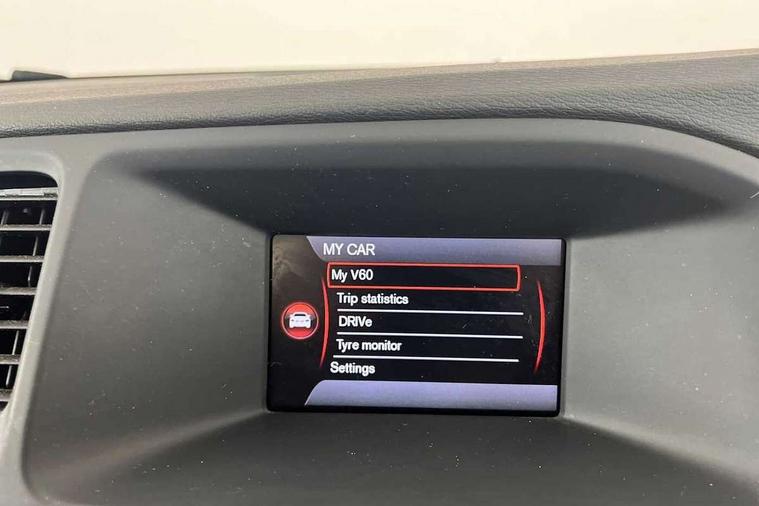 MY CAR
My V60
Trip statistics
DRIVe
Tyre monitor
Settings